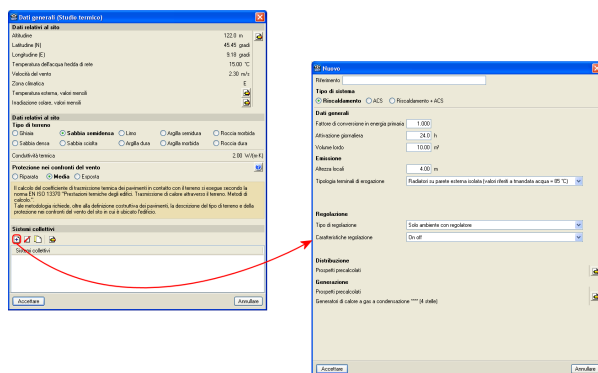 Dati generali (Studio termico)
Dati relativi al sito
Altitudine 122.0 m
Latitudine (N) 45.45 gradi
Longitudine (E) 9.18 gradi
Temperatura dell'acqua fredda di rete 15.00 °C
Velocità del vento 2.30 m/s
Zona climatica E
Temperatura esterna, valori mensili
Irradiazione solare, valori mensili
Dati relativi al sito
Tipo di terreno
Ghiaia Sabbia semidensa Limo Argilla semidura Roccia morbida
Sabbia densa Sabbia sciolta Argilla dura Argilla morbida Roccia dura
Conduttività termica 2.00 W/(m·K)
Protezione nei confronti del vento
Riparata Media Esposta
Il calcolo del coefficiente di trasmissione termica dei pavimenti in contatto con il terreno si esegue secondo la
norma EN ISO 13370 "Prestazioni termiche degli edifici. Trasmissione di calore attraverso il terreno. Metodi di
calcolo.".
Tale metodologia richiede, oltre alla definizione costruttiva dei pavimenti, la descrizione del tipo di terreno e della
protezione nei confronti del vento del sito in cui è ubicato l'edificio.
Sistemi collettivi
Sistemi collettivi
Accettare Annullare
Nuovo
Riferimento
Tipo di sistema
Riscaldamento ACS Riscaldamento + ACS
Dati generali
Fattore di conversione in energia primaria 1.000
Attivazione giornaliera 24.0 h
Volume lordo 10.00 m³
Emissione
Altezza locali 4.00 m
Tipologia terminali di erogazione Radiatori su parete esterna isolata (valori riferiti a tmandata acqua = 85 °C)
Regolazione
Tipo di regolazione Solo ambiente con regolatore
Caratteristiche regolazione On off
Distribuzione
Prospetti precalcolati
Generazione
Prospetti precalcolati
Generatori di calore a gas a condensazione **** (4 stelle)
Accettare Annullare